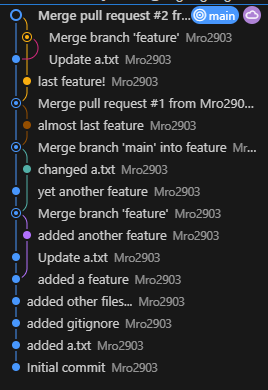 Merge pull request #2 fr... main
Merge branch 'feature' Mro2903
Update a.txt Mro2903
last feature! Mro2903
Merge pull request #1 from Mro290...
almost last feature Mro2903
Merge branch 'main' into feature Mr...
changed a.txt Mro2903
yet another feature Mro2903
Merge branch 'feature' Mro2903
added another feature Mro2903
Update a.txt Mro2903
added a feature Mro2903
added other files... Mro2903
added gitignore Mro2903
added a.txt Mro2903
Initial commit Mro2903